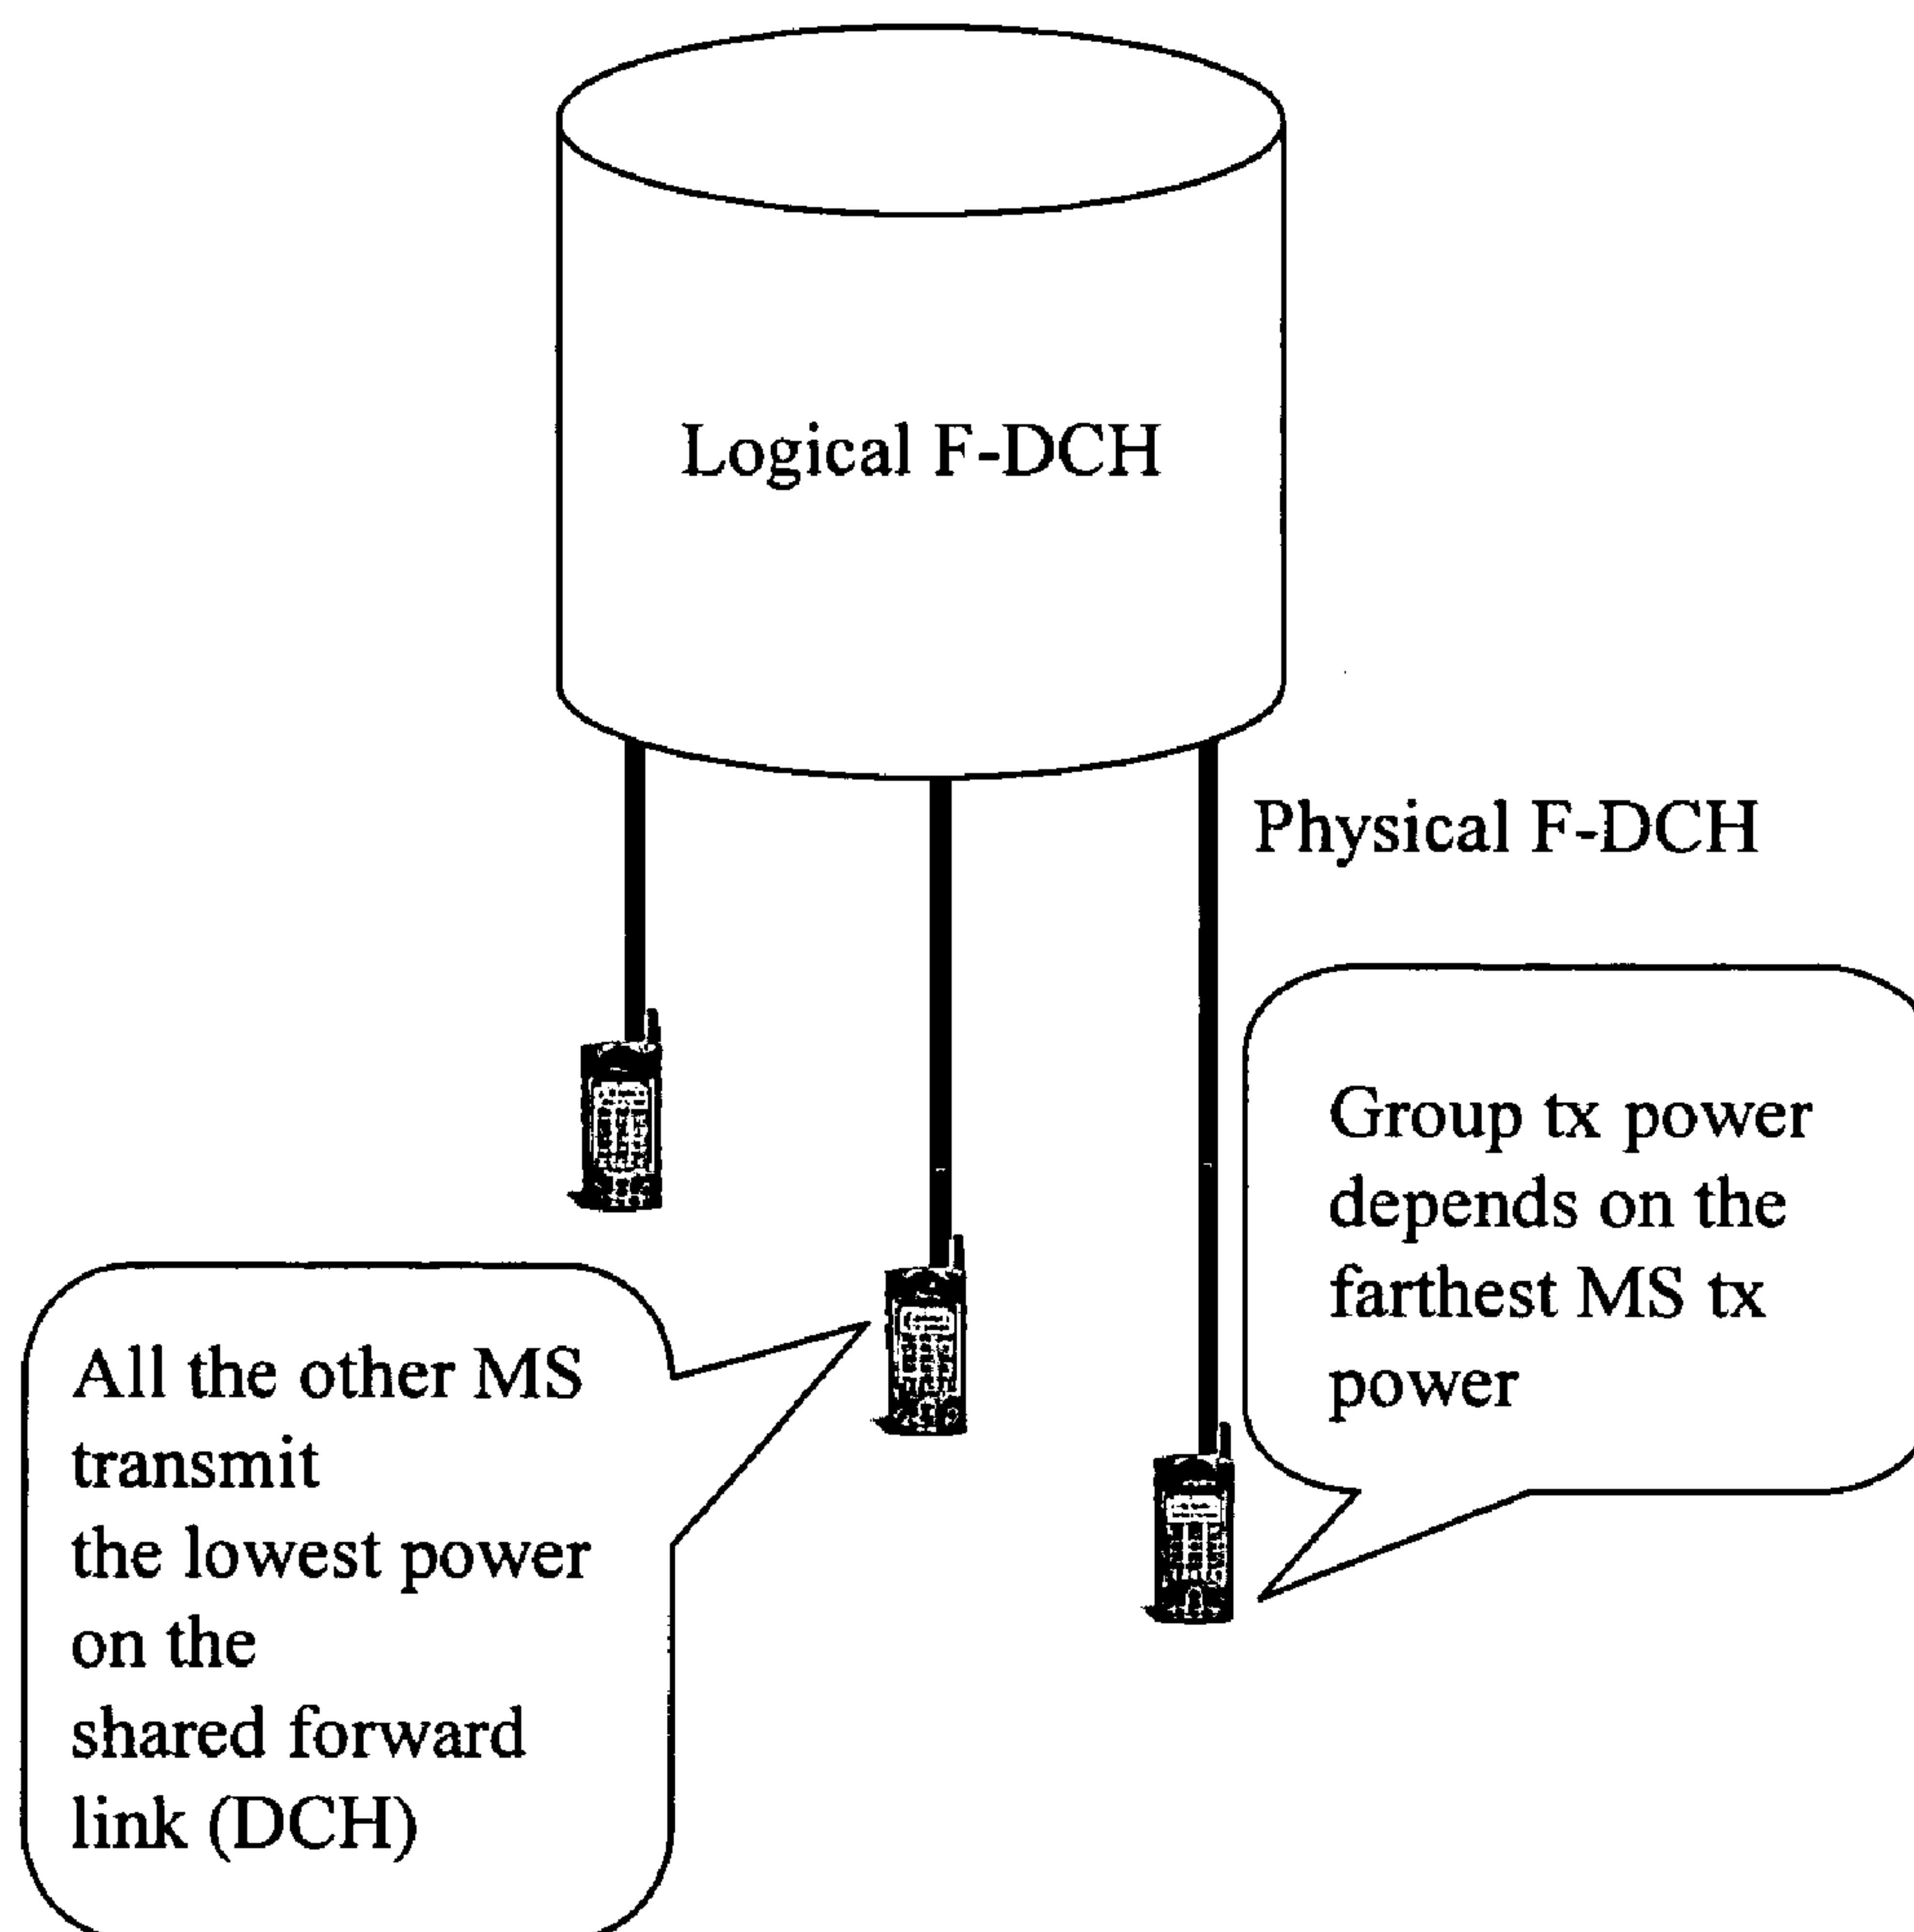 Logical F-DCH
Physical F-DCH
Group tx power
depends on the
farthest MS tx
power
All the other MS
transmit
the lowest power
on the
shared forward
link (DCH)